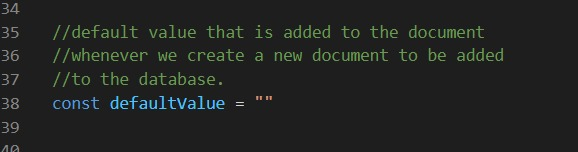 34
35 //default value that is added to the document
36 //whenever we create a new document to be added
37 //to the database.
38 const defaultValue = ""
39
40